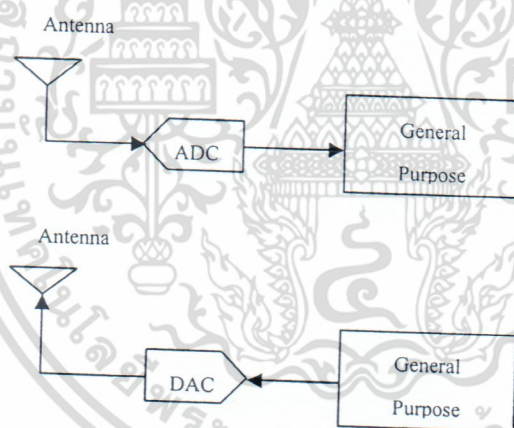 Antenna
ADC
General
Purpose
Antenna
DAC
General
Purpose